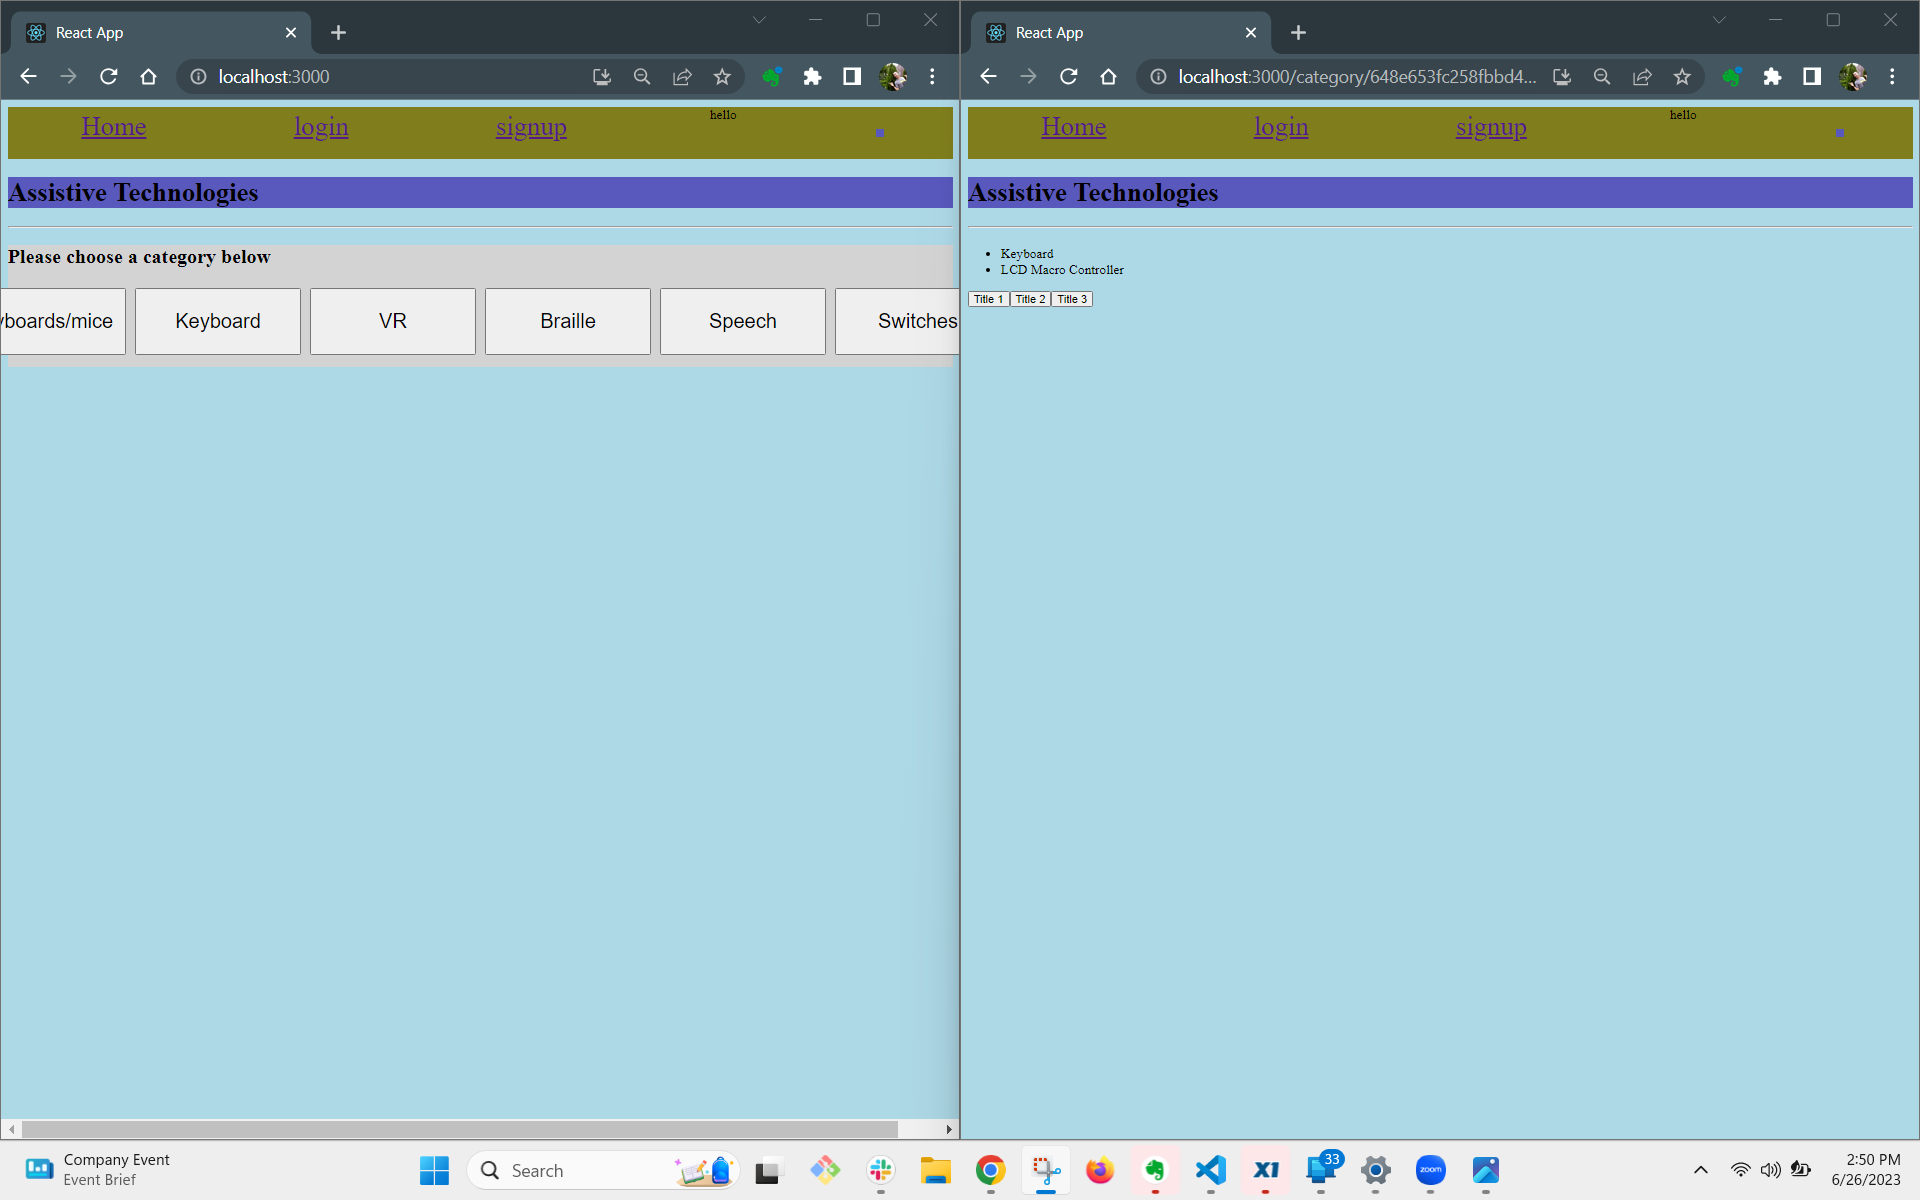 React App
localhost:3000
Home login signup hello
Assistive Technologies
Please choose a category below
yboards/mice Keyboard VR Braille Speech Switches
React App
localhost:3000/category/648e653fc258fbbd4...
Home login signup hello
Assistive Technologies
Keyboard
LCD Macro Controller
Title 1 Title 2 Title 3
Company Event
Event Brief
Search
X1
33
zoom
2:50 PM
6/26/2023